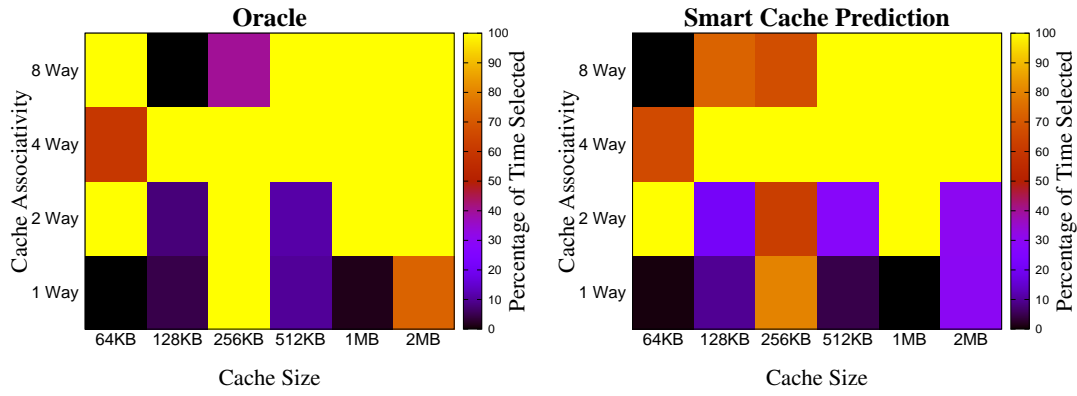 Oracle
Cache Associativity
8 Way
4 Way
2 Way
1 Way
64KB 128KB 256KB 512KB 1MB 2MB
Cache Size
100
90
80
70
60
50
40
30
20
10
0
Percentage of Time Selected
Smart Cache Prediction
Cache Associativity
8 Way
4 Way
2 Way
1 Way
64KB 128KB 256KB 512KB 1MB 2MB
Cache Size
100
90
80
70
60
50
40
30
20
10
0
Percentage of Time Selected